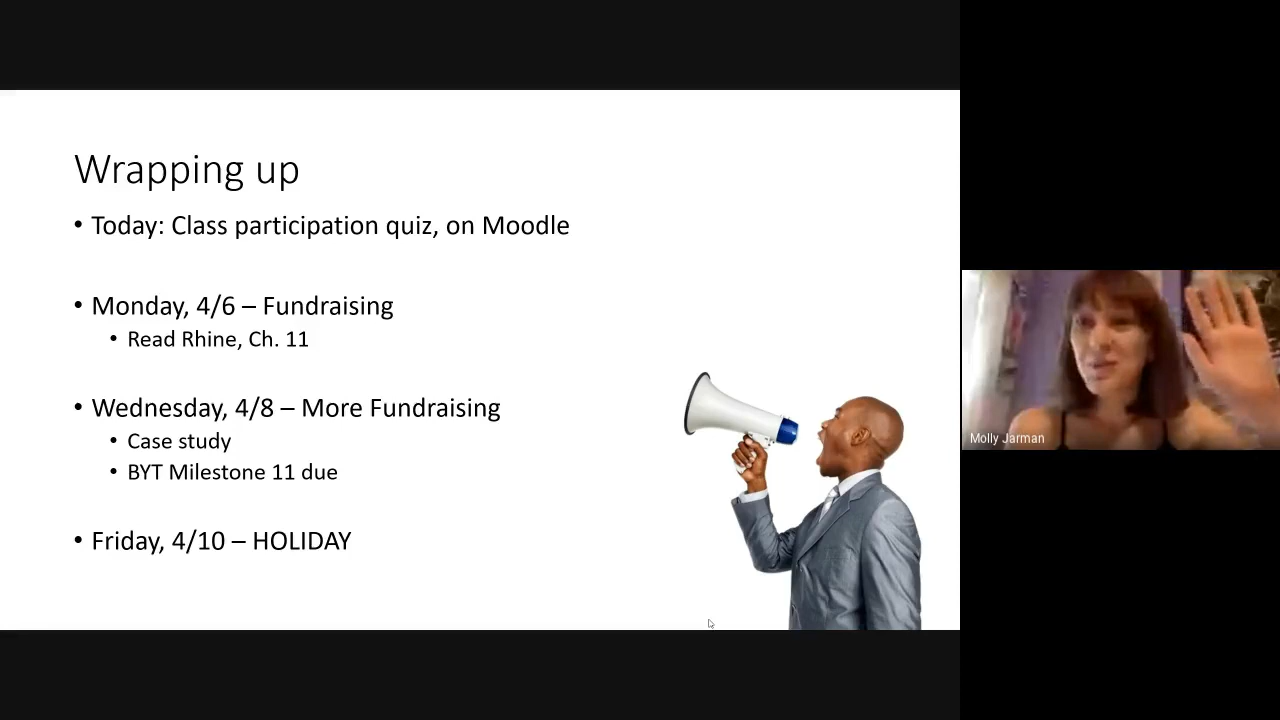 Wrapping up
• Today: Class participation quiz, on Moodle
• Monday, 4/6 – Fundraising
• Read Rhine, Ch. 11
• Wednesday, 4/8 – More Fundraising
• Case study
• BYT Milestone 11 due
• Friday, 4/10 – HOLIDAY
Molly Jarman